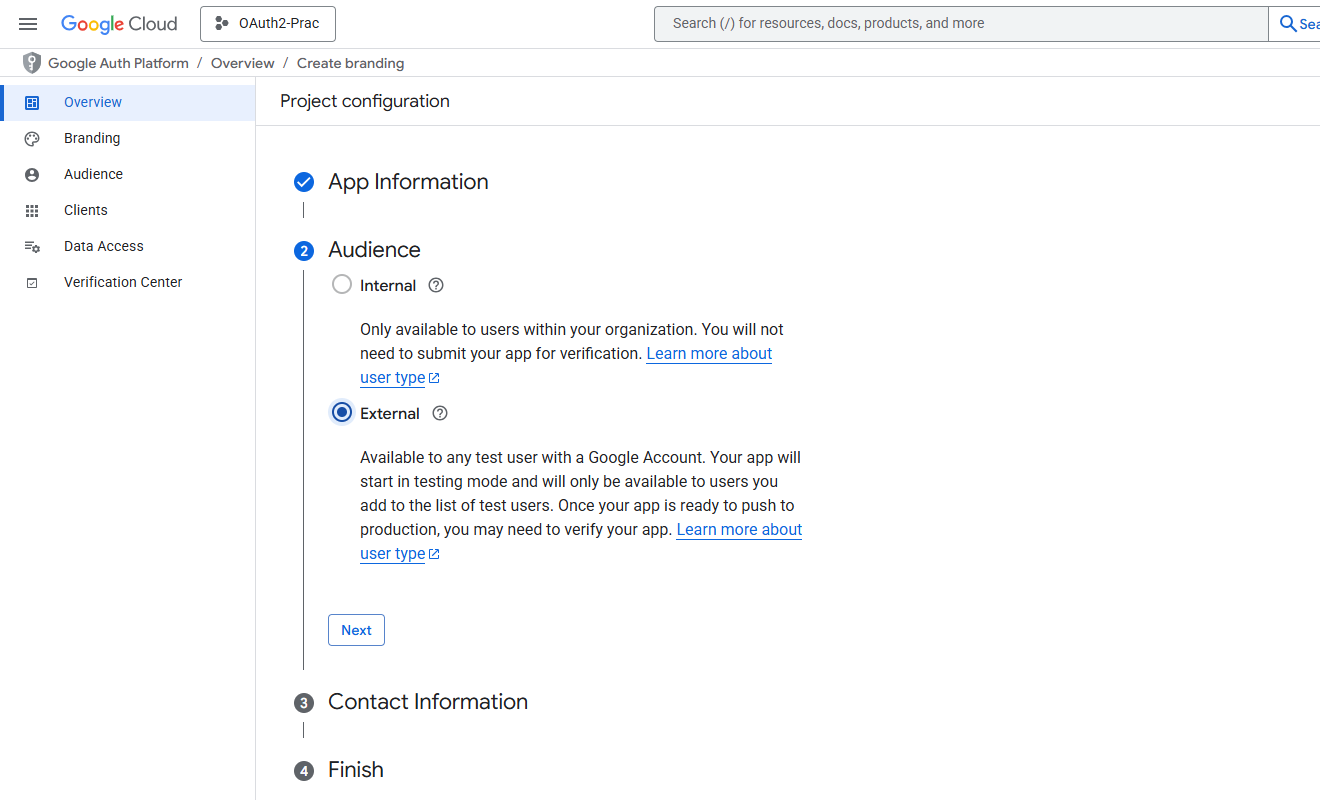 Google Cloud
OAuth2-Prac
Search (/) for resources, docs, products, and more
Sea
Google Auth Platform / Overview / Create branding
Overview
Branding
Audience
Clients
Data Access
Verification Center
Project configuration
App Information
2 Audience
Internal
Only available to users within your organization. You will not
need to submit your app for verification. Learn more about
user type
External
Available to any test user with a Google Account. Your app will
start in testing mode and will only be available to users you
add to the list of test users. Once your app is ready to push to
production, you may need to verify your app. Learn more about
user type
Next
3 Contact Information
4 Finish